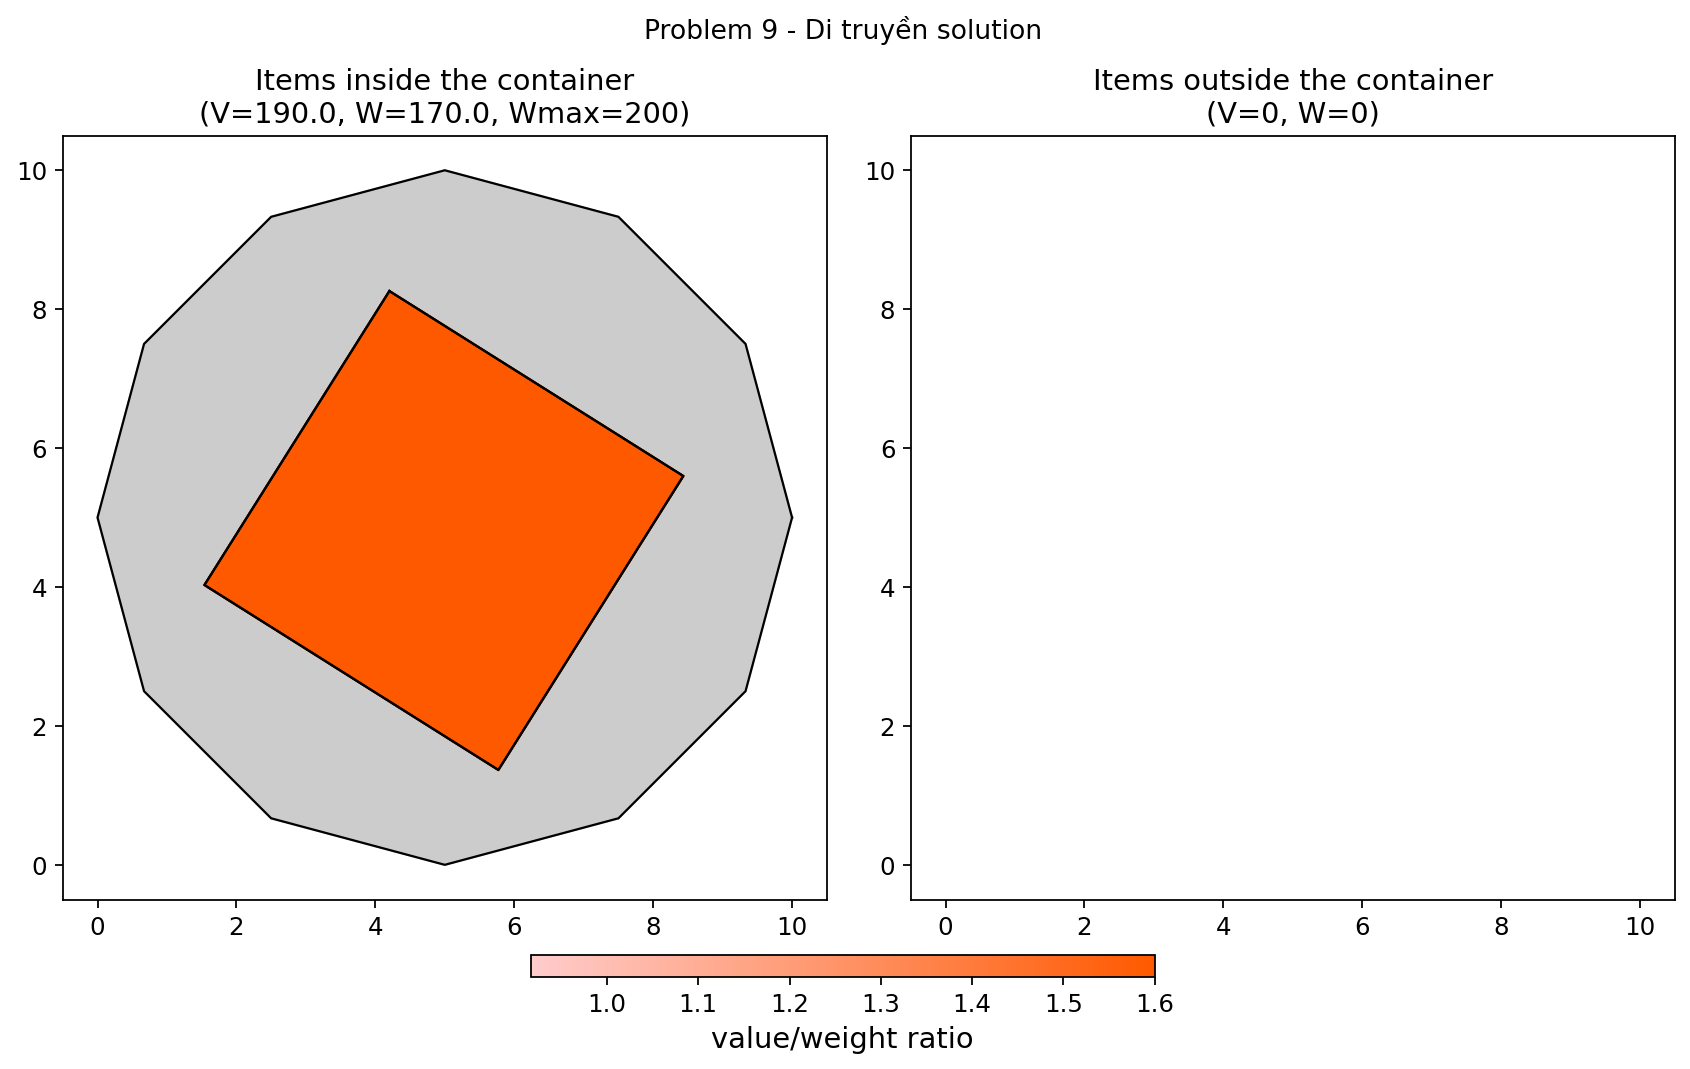 Problem 9 - Di truyền solution
Items inside the container
(V=190.0, W=170.0, Wmax=200)
10
8
6
4
2
0
0 2 4 6 8 10
Items outside the container
(V=0, W=0)
10
8
6
4
2
0
0 2 4 6 8 10
1.0 1.1 1.2 1.3 1.4 1.5 1.6
value/weight ratio